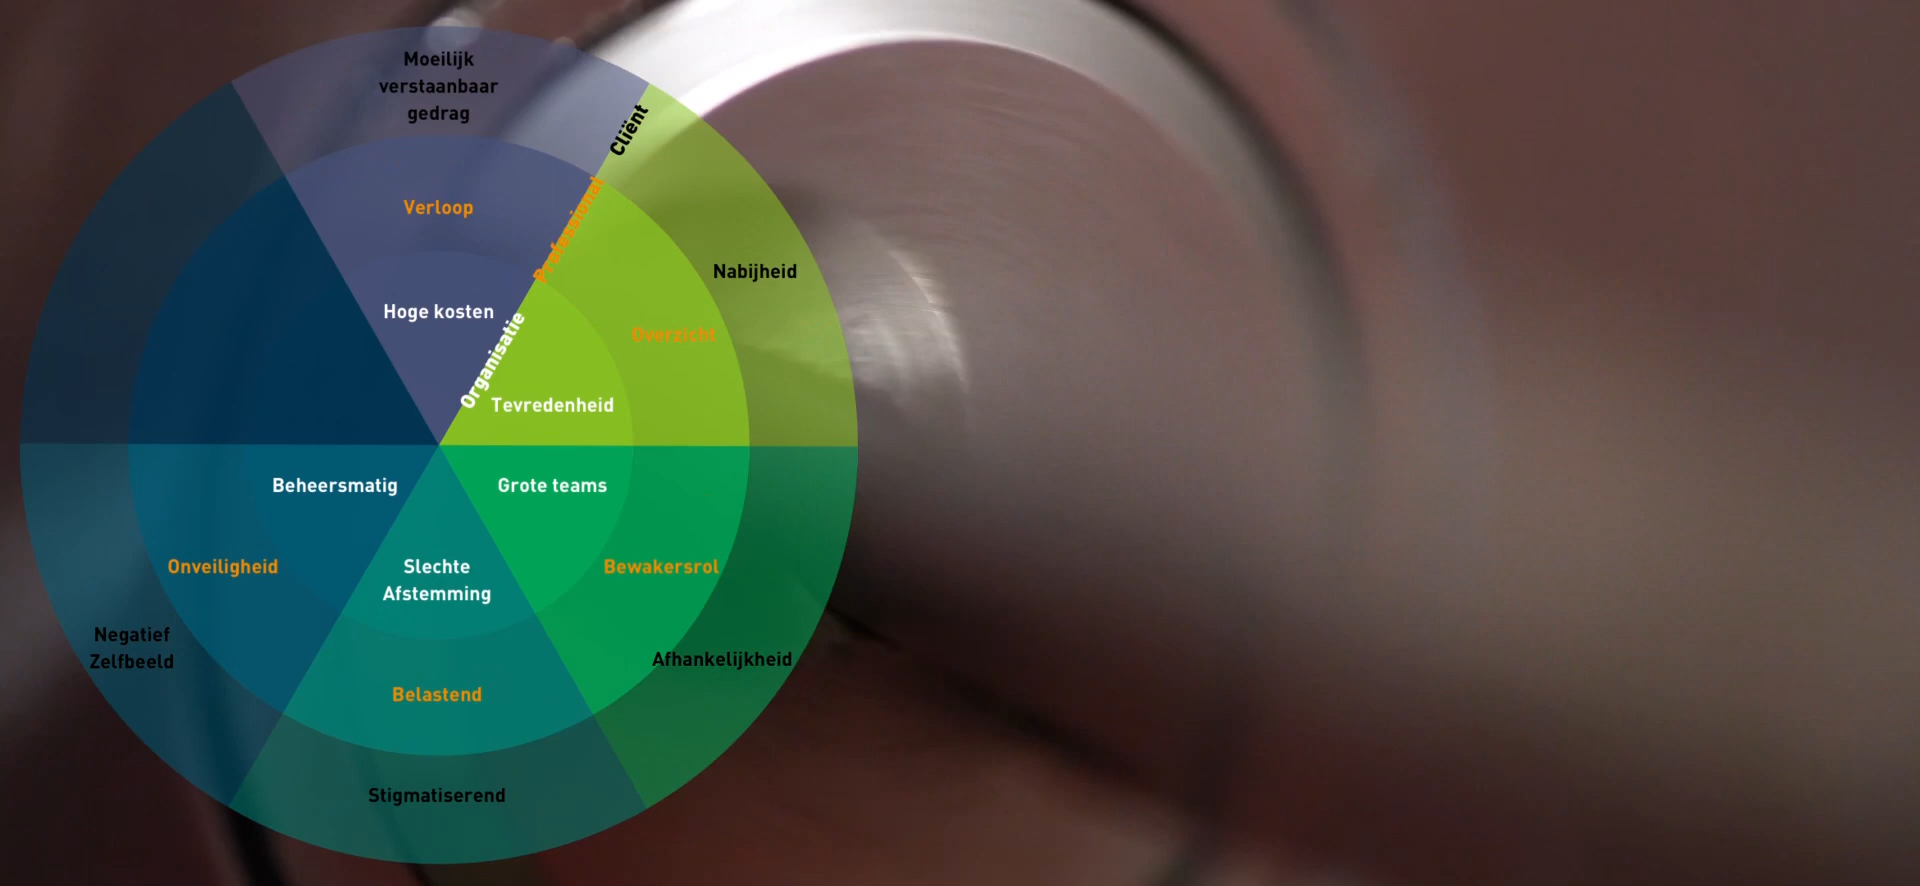 Moeilijk
verstaanbaar
gedrag
Cliënt
Verloop
Professional
Nabijheid
Hoge kosten
Organisatie
Overzicht
Tevredenheid
Beheersmatig
Grote teams
Onveiligheid
Slechte
Afstemming
Bewakersrol
Negatief
Zelfbeeld
Afhankelijkheid
Belastend
Stigmatiserend